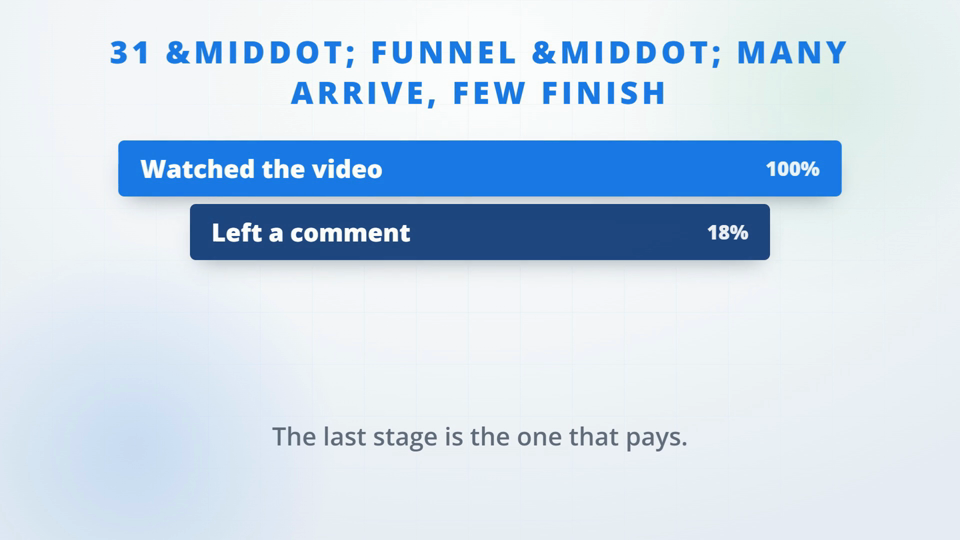 31 &MIDDOT; FUNNEL &MIDDOT; MANY
ARRIVE, FEW FINISH
Watched the video 100%
Left a comment 18%
The last stage is the one that pays.